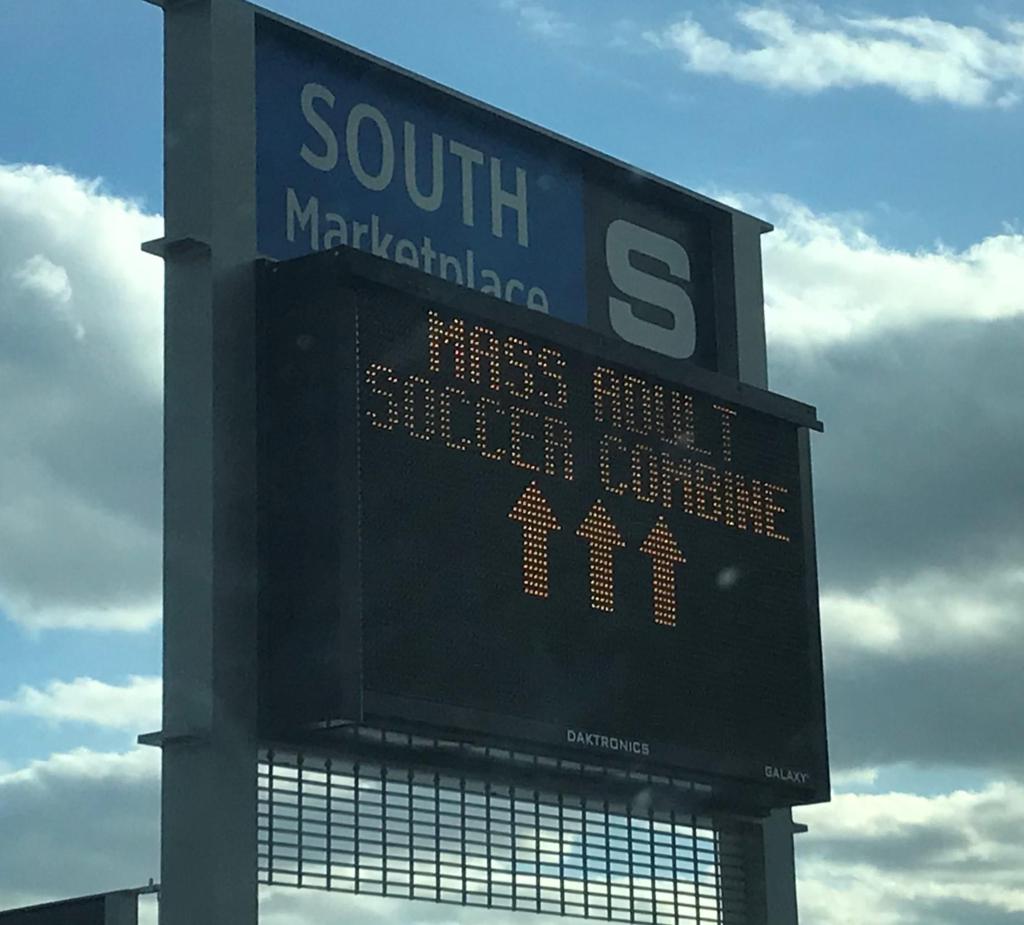 SOUTH
Marketplace
S
MASS ADULT
SOCCER COMBINE
DAKTRONICS
GALAXY